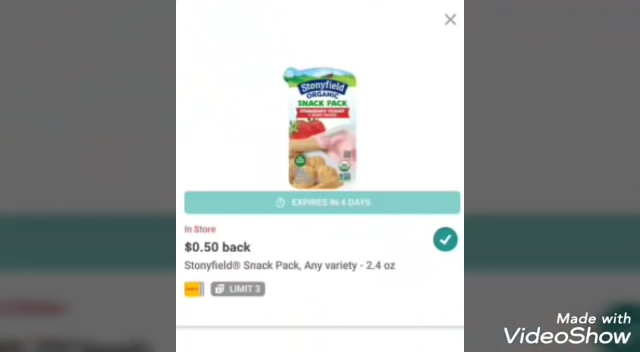 Stonyfield
ORGANIC
SNACK PACK
EXPIRES IN 4 DAYS
In Store
$0.50 back
Stonyfield® Snack Pack, Any variety - 2.4 oz
LIMIT 3
Made with
VideoShow